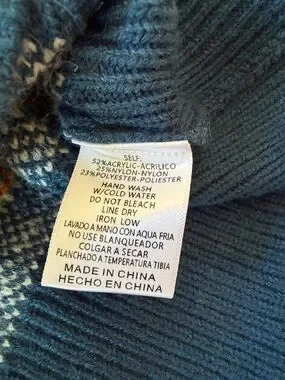 SELF:
52%ACRYLIC-ACRILICO
25%NYLON-NYLON
23%POLYESTER-POLIESTER
HAND WASH
W/COLD WATER
DO NOT BLEACH
LINE DRY
IRON LOW
LAVADO A MANO CON AQUA FRIA
NO USE BLANQUEADOR
COLGAR A SECAR
PLANCHADO A TEMPERATURA TIBIA
MADE IN CHINA
HECHO EN CHINA